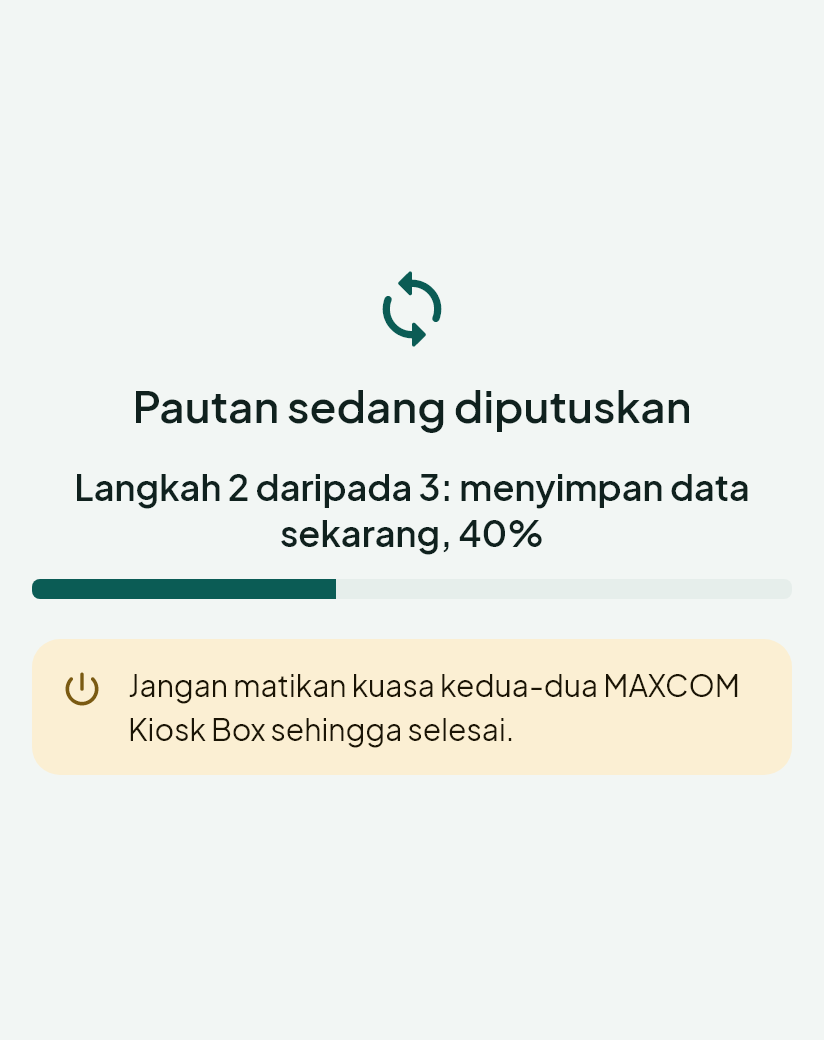 Pautan sedang diputuskan
Langkah 2 daripada 3: menyimpan data
sekarang, 40%
Jangan matikan kuasa kedua-dua MAXCOM
Kiosk Box sehingga selesai.